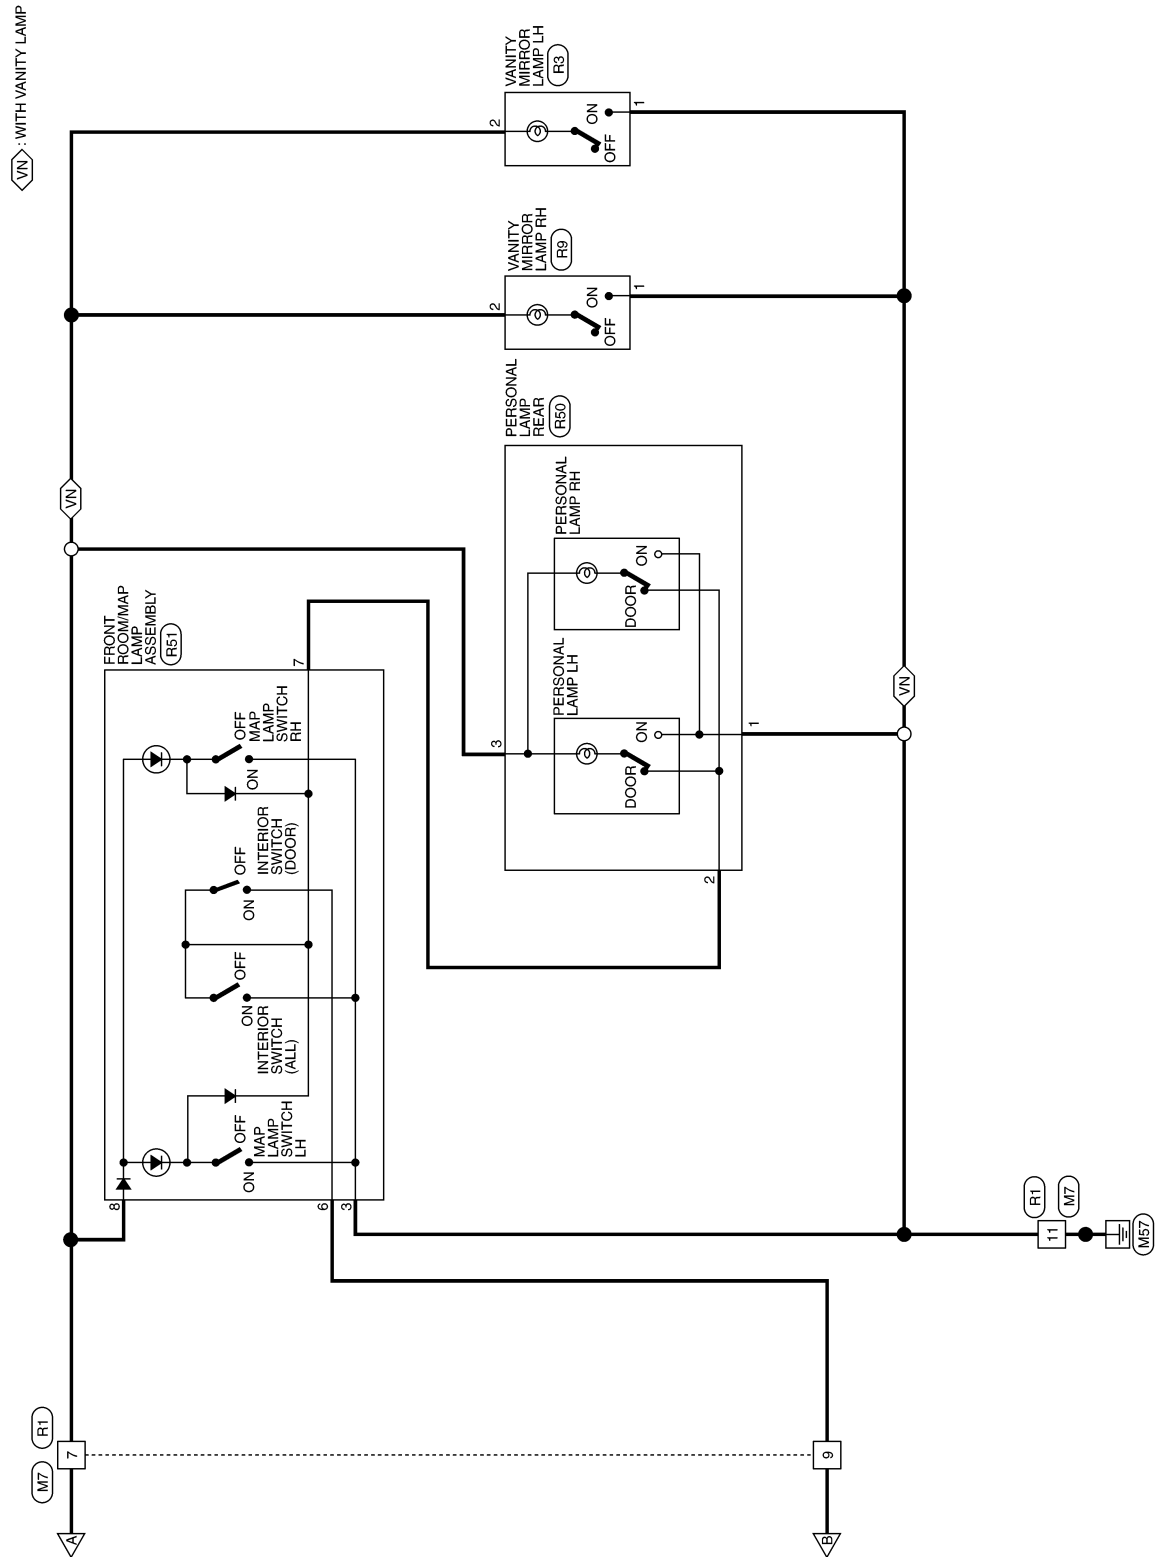 VN : WITH VANITY LAMP
A
M7
7
R1
B
9
FRONT
ROOM/MAP
LAMP
ASSEMBLY
R51
8
6
3
7
ON
OFF
MAP
LAMP
SWITCH
LH
INTERIOR
SWITCH
(ALL)
ON
OFF
INTERIOR
SWITCH
(DOOR)
ON
OFF
ON
OFF
MAP
LAMP
SWITCH
RH
VN
PERSONAL
LAMP
REAR
R50
3
2
1
PERSONAL
LAMP LH
DOOR
ON
PERSONAL
LAMP RH
DOOR
ON
VANITY
MIRROR
LAMP RH
R9
2
OFF
ON
1
VANITY
MIRROR
LAMP LH
R3
2
OFF
ON
1
VN
11
R1
M7
M57